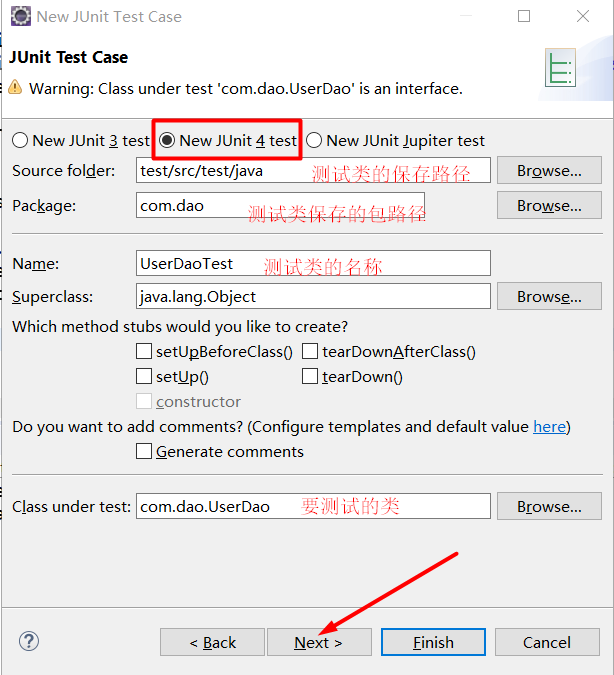 New JUnit Test Case
JUnit Test Case
Warning: Class under test 'com.dao.UserDao' is an interface.
New JUnit 3 test New JUnit 4 test New JUnit Jupiter test
Source folder: test/src/test/java 测试类的保存路径 Browse...
Package: com.dao 测试类保存的包路径 Browse...
Name: UserDaoTest 测试类的名称
Superclass: java.lang.Object Browse...
Which method stubs would you like to create?
setUpBeforeClass() tearDownAfterClass()
setUp() tearDown()
constructor
Do you want to add comments? (Configure templates and default value here)
Generate comments
Class under test: com.dao.UserDao 要测试的类 Browse...
? < Back Next > Finish Cancel